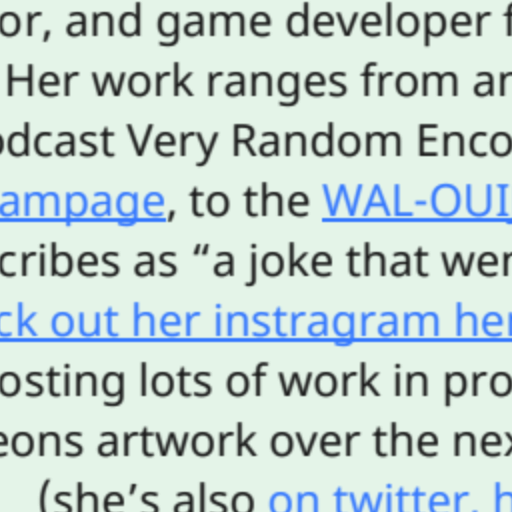 or, and game developer f
Her work ranges from an
odcast Very Random Enco
ampage, to the WAL-OUI
cribes as “a joke that wen
ck out her instragram her
osting lots of work in pro
eons artwork over the nex
(she’s also on twitter, h